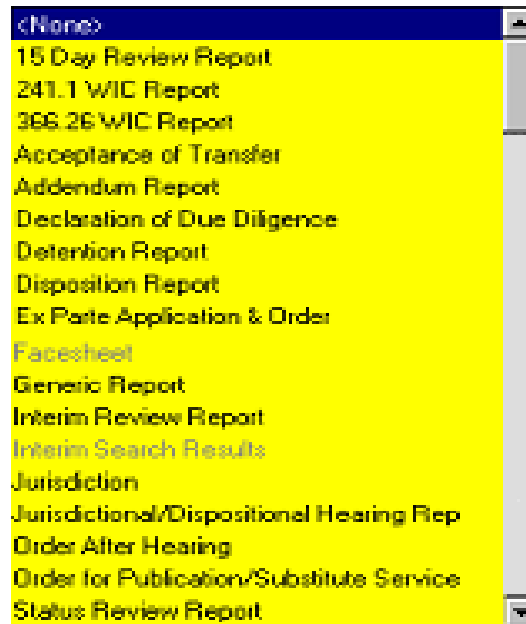 <None>
15 Day Review Report
241.1 WIC Report
366.26 WIC Report
Acceptance of Transfer
Addendum Report
Declaration of Due Diligence
Detention Report
Disposition Report
Ex Parte Application & Order
Facesheet
Generic Report
Interim Review Report
Interim Search Results
Jurisdiction
Jurisdictional/Dispositional Hearing Rep
Order After Hearing
Order for Publication/Substitute Service
Status Review Report